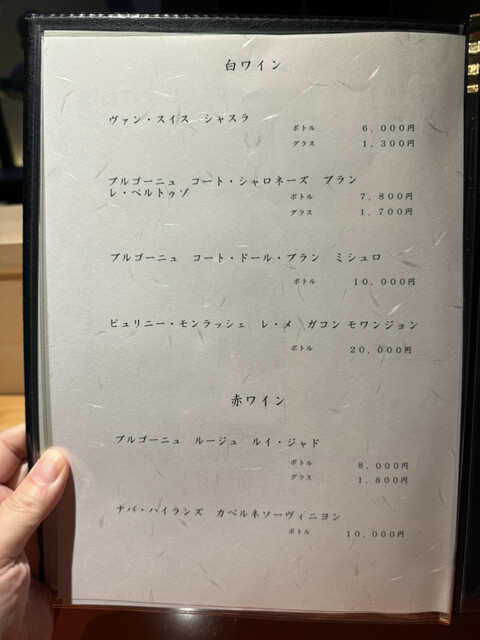 白ワイン
ヴァン・スイス シャスラ
ボトル 6,000円
グラス 1,300円
ブルゴーニュ コート・シャロネーズ ブラン
レ・ベルトゥゾ
ボトル 7,800円
グラス 1,700円
ブルゴーニュ コート・ドール・ブラン ミシュロ
ボトル 10,000円
ピュリニー・モンラッシェ レ・メ ガコン モワンジョン
ボトル 20,000円
赤ワイン
ブルゴーニュ ルージュ ルイ・ジャド
ボトル 8,000円
グラス 1,800円
ナパ・ハイランズ カベルネソーヴィニヨン
ボトル 10,000円